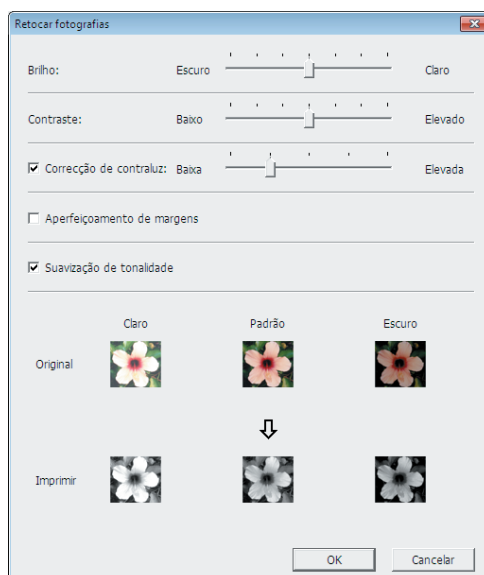 Retocar fotografias
Brilho: Escuro Claro
Contraste: Baixo Elevado
Correcção de contraluz: Baixa Elevada
Aperfeiçoamento de margens
Suavização de tonalidade
Claro Padrão Escuro
Original
Imprimir
OK Cancelar